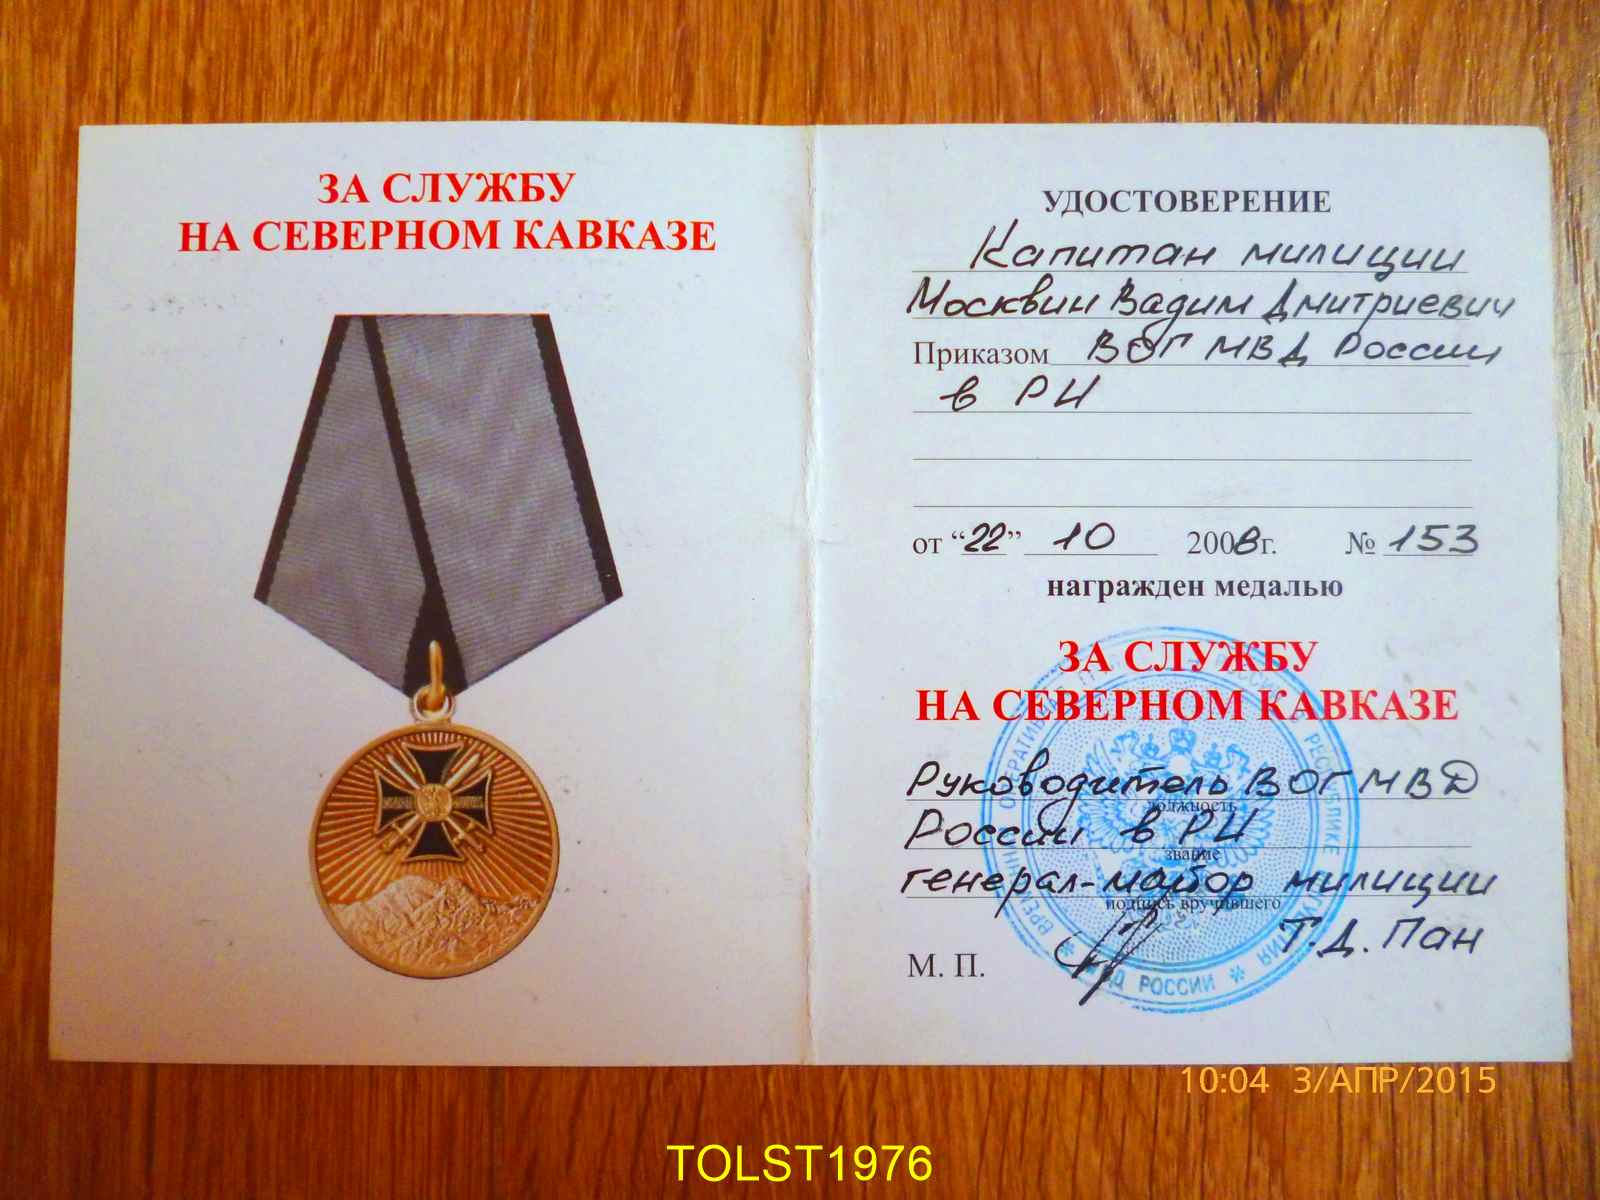 ЗА СЛУЖБУ
НА СЕВЕРНОМ КАВКАЗЕ
УДОСТОВЕРЕНИЕ
Капитан милиции
Москвин Вадим Дмитриевич
Приказом ВОГ МВД России
в РИ
от “22” 10 2008г. № 153
награжден медалью
ЗА СЛУЖБУ
НА СЕВЕРНОМ КАВКАЗЕ
Руководитель ВОГ МВД
должность
России в РИ
звание
генерал-майор милиции
подпись вручившего
Т.Д. Пан
М. П.
МВД РОССИИ
10:04 3/АПР/2015
TOLST1976